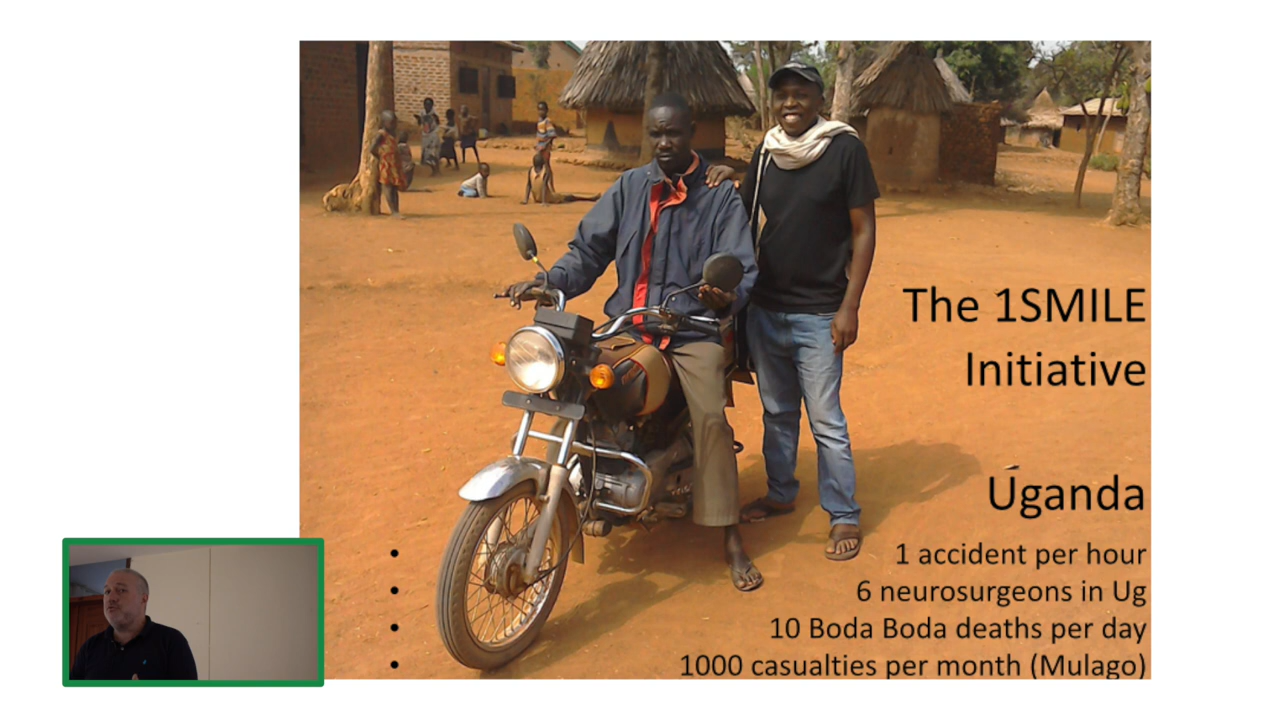 The 1SMILE
Initiative
Uganda
• 1 accident per hour
• 6 neurosurgeons in Ug
• 10 Boda Boda deaths per day
• 1000 casualties per month (Mulago)